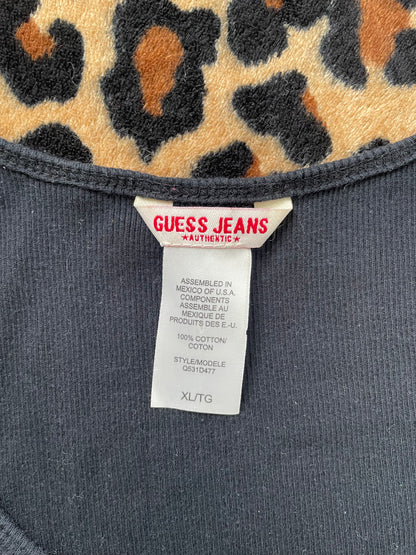 GUESS JEANS
★AUTHENTIC★
ASSEMBLED IN
MEXICO OF U.S.A.
COMPONENTS
ASSEMBLE AU
MEXIQUE DE
PRODUITS DES E.-U.
100% COTTON/
COTON
STYLE/MODELE
Q531D477
XL/TG